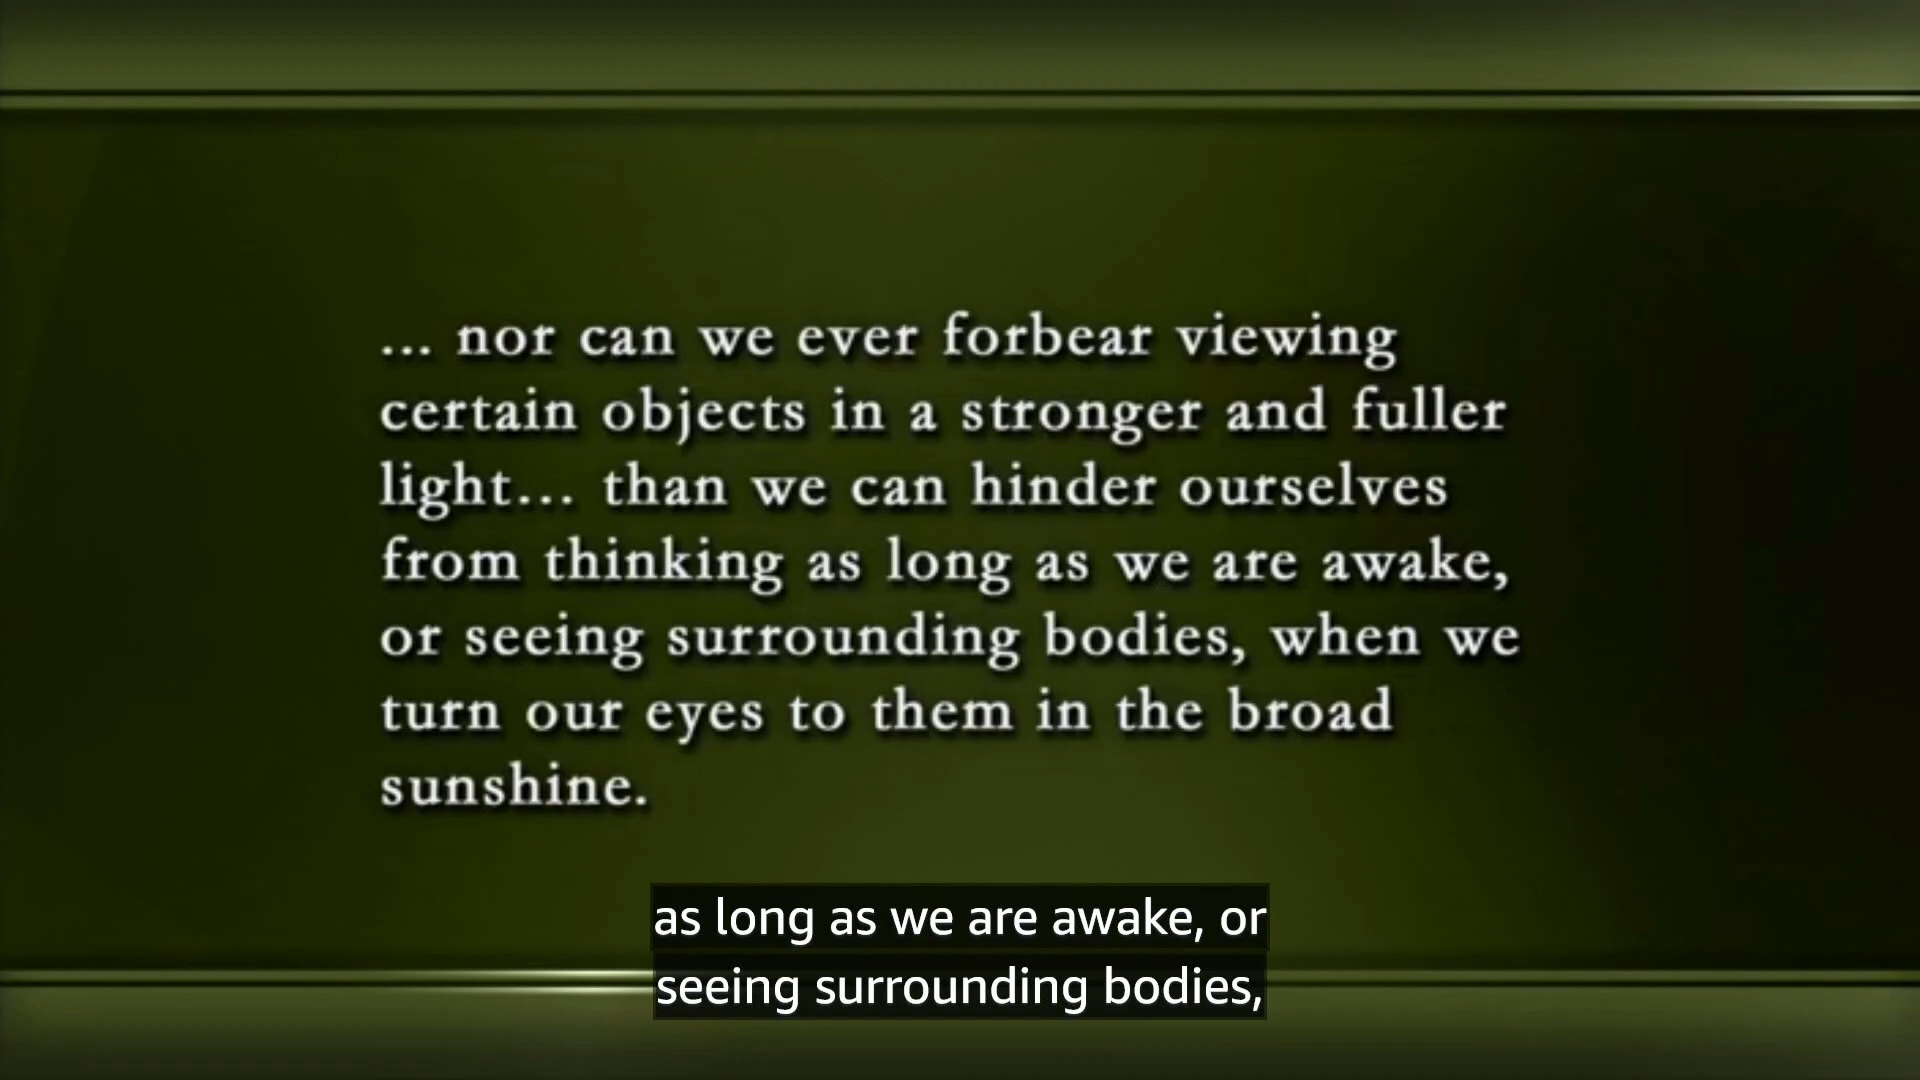 ... nor can we ever forbear viewing
certain objects in a stronger and fuller
light... than we can hinder ourselves
from thinking as long as we are awake,
or seeing surrounding bodies, when we
turn our eyes to them in the broad
sunshine.
as long as we are awake, or
seeing surrounding bodies,